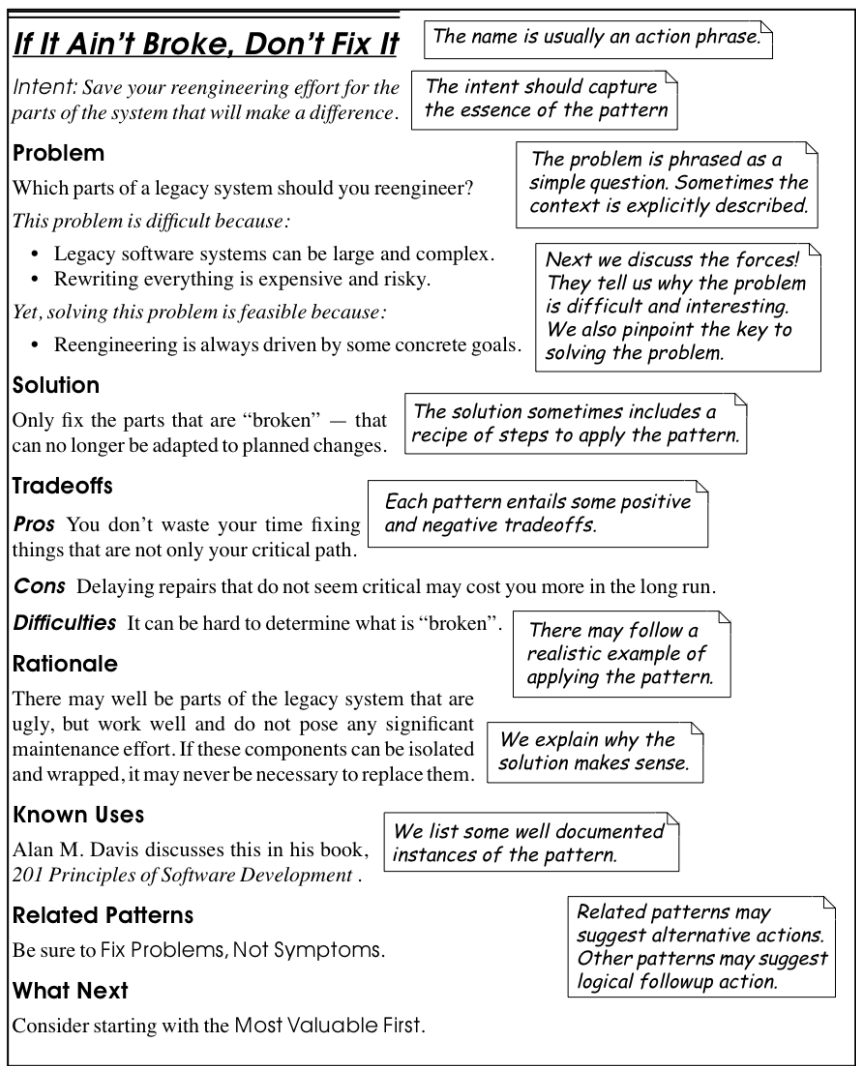 If It Ain't Broke, Don't Fix It
The name is usually an action phrase.
Intent: Save your reengineering effort for the
parts of the system that will make a difference.
The intent should capture
the essence of the pattern
Problem
Which parts of a legacy system should you reengineer?
This problem is difficult because:
The problem is phrased as a
simple question. Sometimes the
context is explicitly described.
• Legacy software systems can be large and complex.
• Rewriting everything is expensive and risky.
Yet, solving this problem is feasible because:
• Reengineering is always driven by some concrete goals.
Next we discuss the forces!
They tell us why the problem
is difficult and interesting.
We also pinpoint the key to
solving the problem.
Solution
Only fix the parts that are “broken” — that
can no longer be adapted to planned changes.
The solution sometimes includes a
recipe of steps to apply the pattern.
Tradeoffs
Pros You don’t waste your time fixing
things that are not only your critical path.
Each pattern entails some positive
and negative tradeoffs.
Cons Delaying repairs that do not seem critical may cost you more in the long run.
Difficulties It can be hard to determine what is “broken”.
There may follow a
realistic example of
applying the pattern.
Rationale
There may well be parts of the legacy system that are
ugly, but work well and do not pose any significant
maintenance effort. If these components can be isolated
and wrapped, it may never be necessary to replace them.
We explain why the
solution makes sense.
Known Uses
Alan M. Davis discusses this in his book,
201 Principles of Software Development .
We list some well documented
instances of the pattern.
Related Patterns
Be sure to Fix Problems, Not Symptoms.
Related patterns may
suggest alternative actions.
Other patterns may suggest
logical followup action.
What Next
Consider starting with the Most Valuable First.